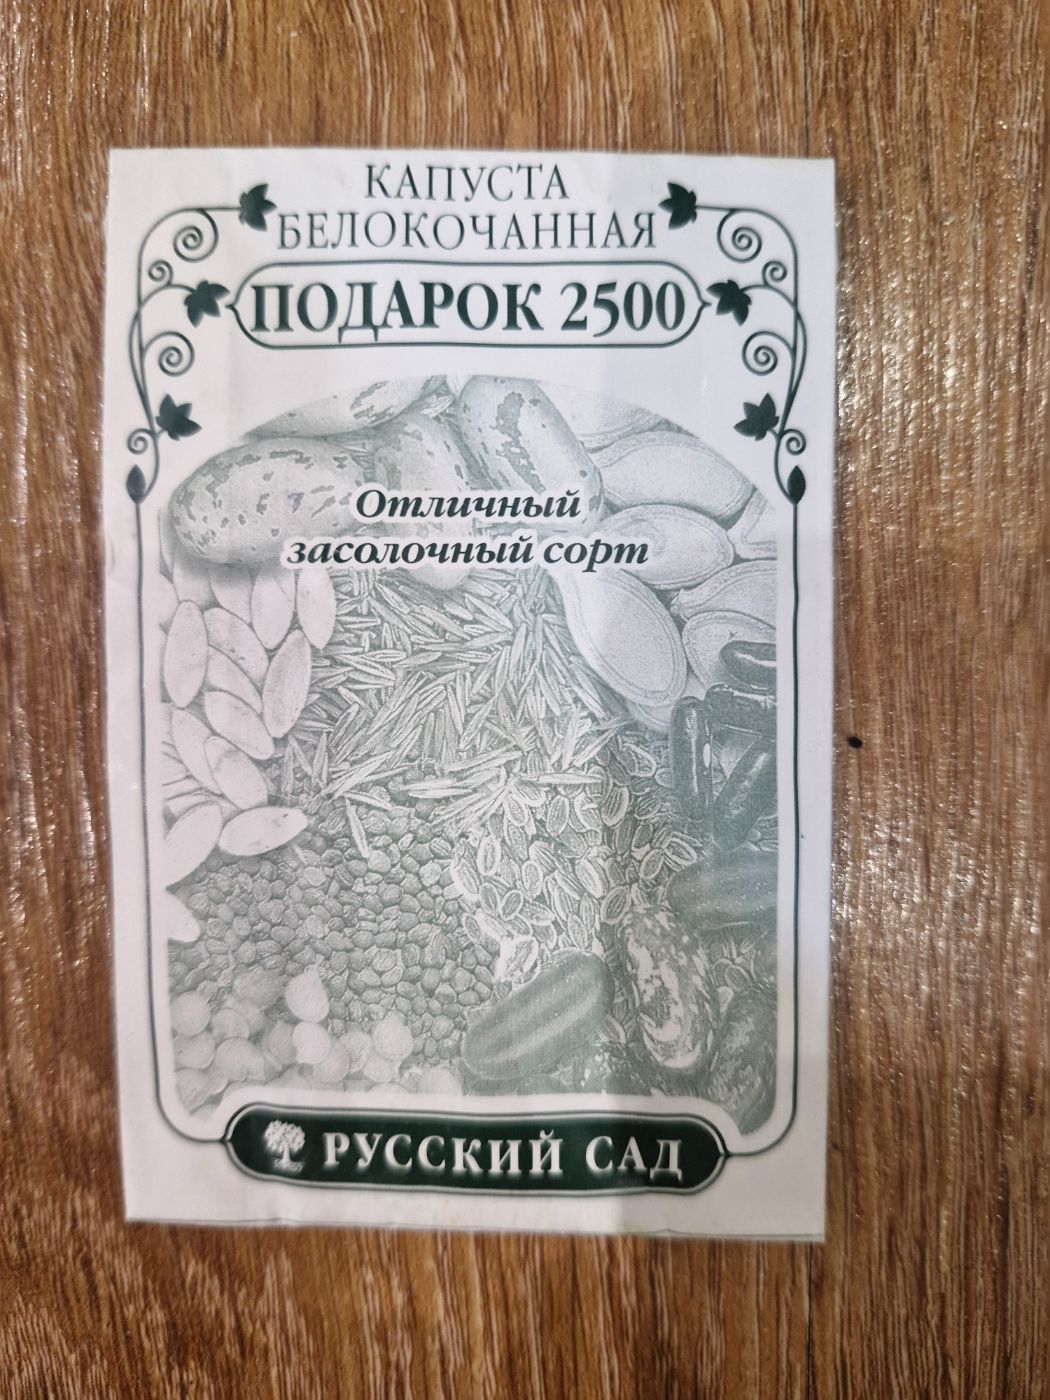 КАПУСТА
БЕЛОКОЧАННАЯ
ПОДАРОК 2500
Отличный
засолочный сорт
РУССКИЙ САД